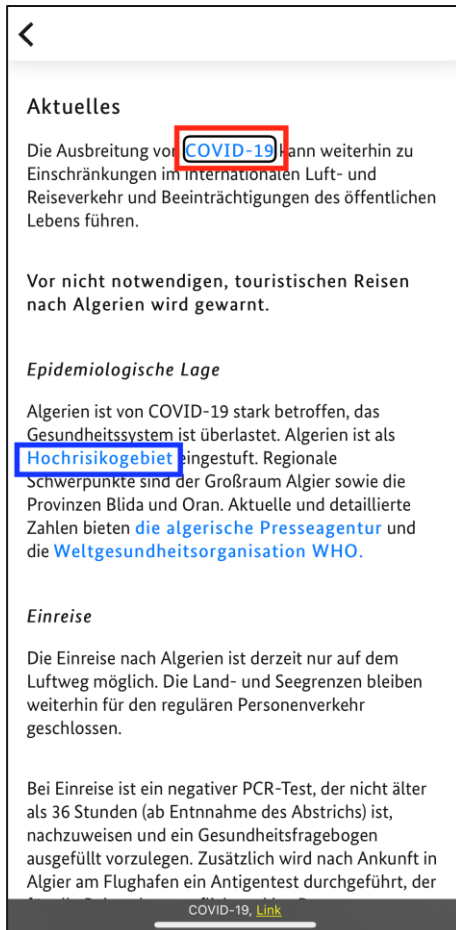 Aktuelles
Die Ausbreitung von COVID-19 kann weiterhin zu
Einschränkungen im internationalen Luft- und
Reiseverkehr und Beeinträchtigungen des öffentlichen
Lebens führen.
Vor nicht notwendigen, touristischen Reisen
nach Algerien wird gewarnt.
Epidemiologische Lage
Algerien ist von COVID-19 stark betroffen, das
Gesundheitssystem ist überlastet. Algerien ist als
Hochrisikogebiet eingestuft. Regionale
Schwerpunkte sind der Großraum Algier sowie die
Provinzen Blida und Oran. Aktuelle und detaillierte
Zahlen bieten die algerische Presseagentur und
die Weltgesundheitsorganisation WHO.
Einreise
Die Einreise nach Algerien ist derzeit nur auf dem
Luftweg möglich. Die Land- und Seegrenzen bleiben
weiterhin für den regulären Personenverkehr
geschlossen.
Bei Einreise ist ein negativer PCR-Test, der nicht älter
als 36 Stunden (ab Entnnahme des Abstrichs) ist,
nachzuweisen und ein Gesundheitsfragebogen
ausgefüllt vorzulegen. Zusätzlich wird nach Ankunft in
Algier am Flughafen ein Antigentest durchgeführt, der
COVID-19, Link